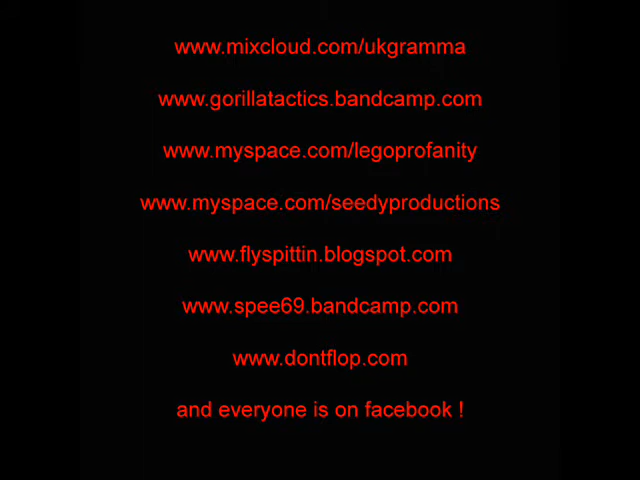 www.mixcloud.com/ukgramma
www.gorillatactics.bandcamp.com
www.myspace.com/legoprofanity
www.myspace.com/seedyproductions
www.flyspittin.blogspot.com
www.spee69.bandcamp.com
www.dontflop.com
and everyone is on facebook !